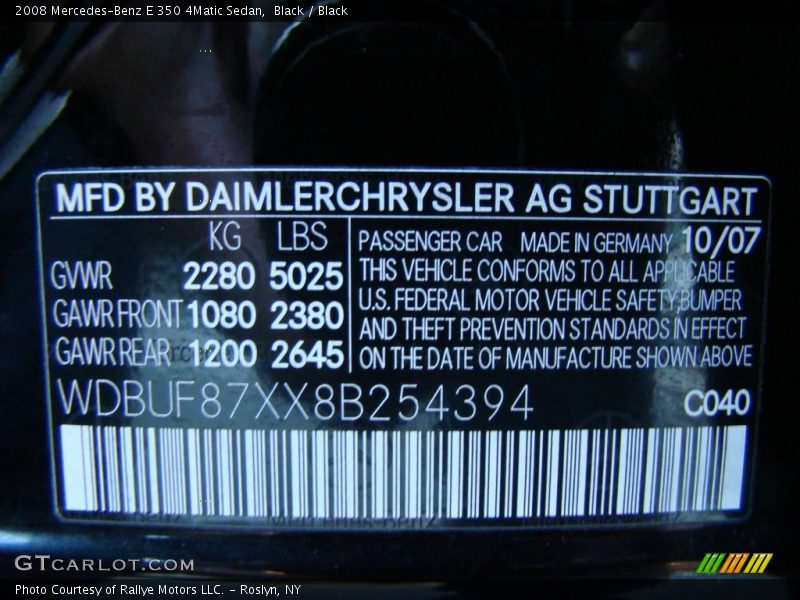 2008 Mercedes-Benz E 350 4Matic Sedan, Black / Black
MFD BY DAIMLERCHRYSLER AG STUTTGART
KG LBS
GVWR 2280 5025
GAWR FRONT 1080 2380
GAWR REAR 1200 2645
PASSENGER CAR MADE IN GERMANY 10/07
THIS VEHICLE CONFORMS TO ALL APPLICABLE
U.S. FEDERAL MOTOR VEHICLE SAFETY, BUMPER
AND THEFT PREVENTION STANDARDS IN EFFECT
ON THE DATE OF MANUFACTURE SHOWN ABOVE
WDBUF87XX8B254394 C040
GTCARLOT.COM
Photo Courtesy of Rallye Motors LLC. - Roslyn, NY